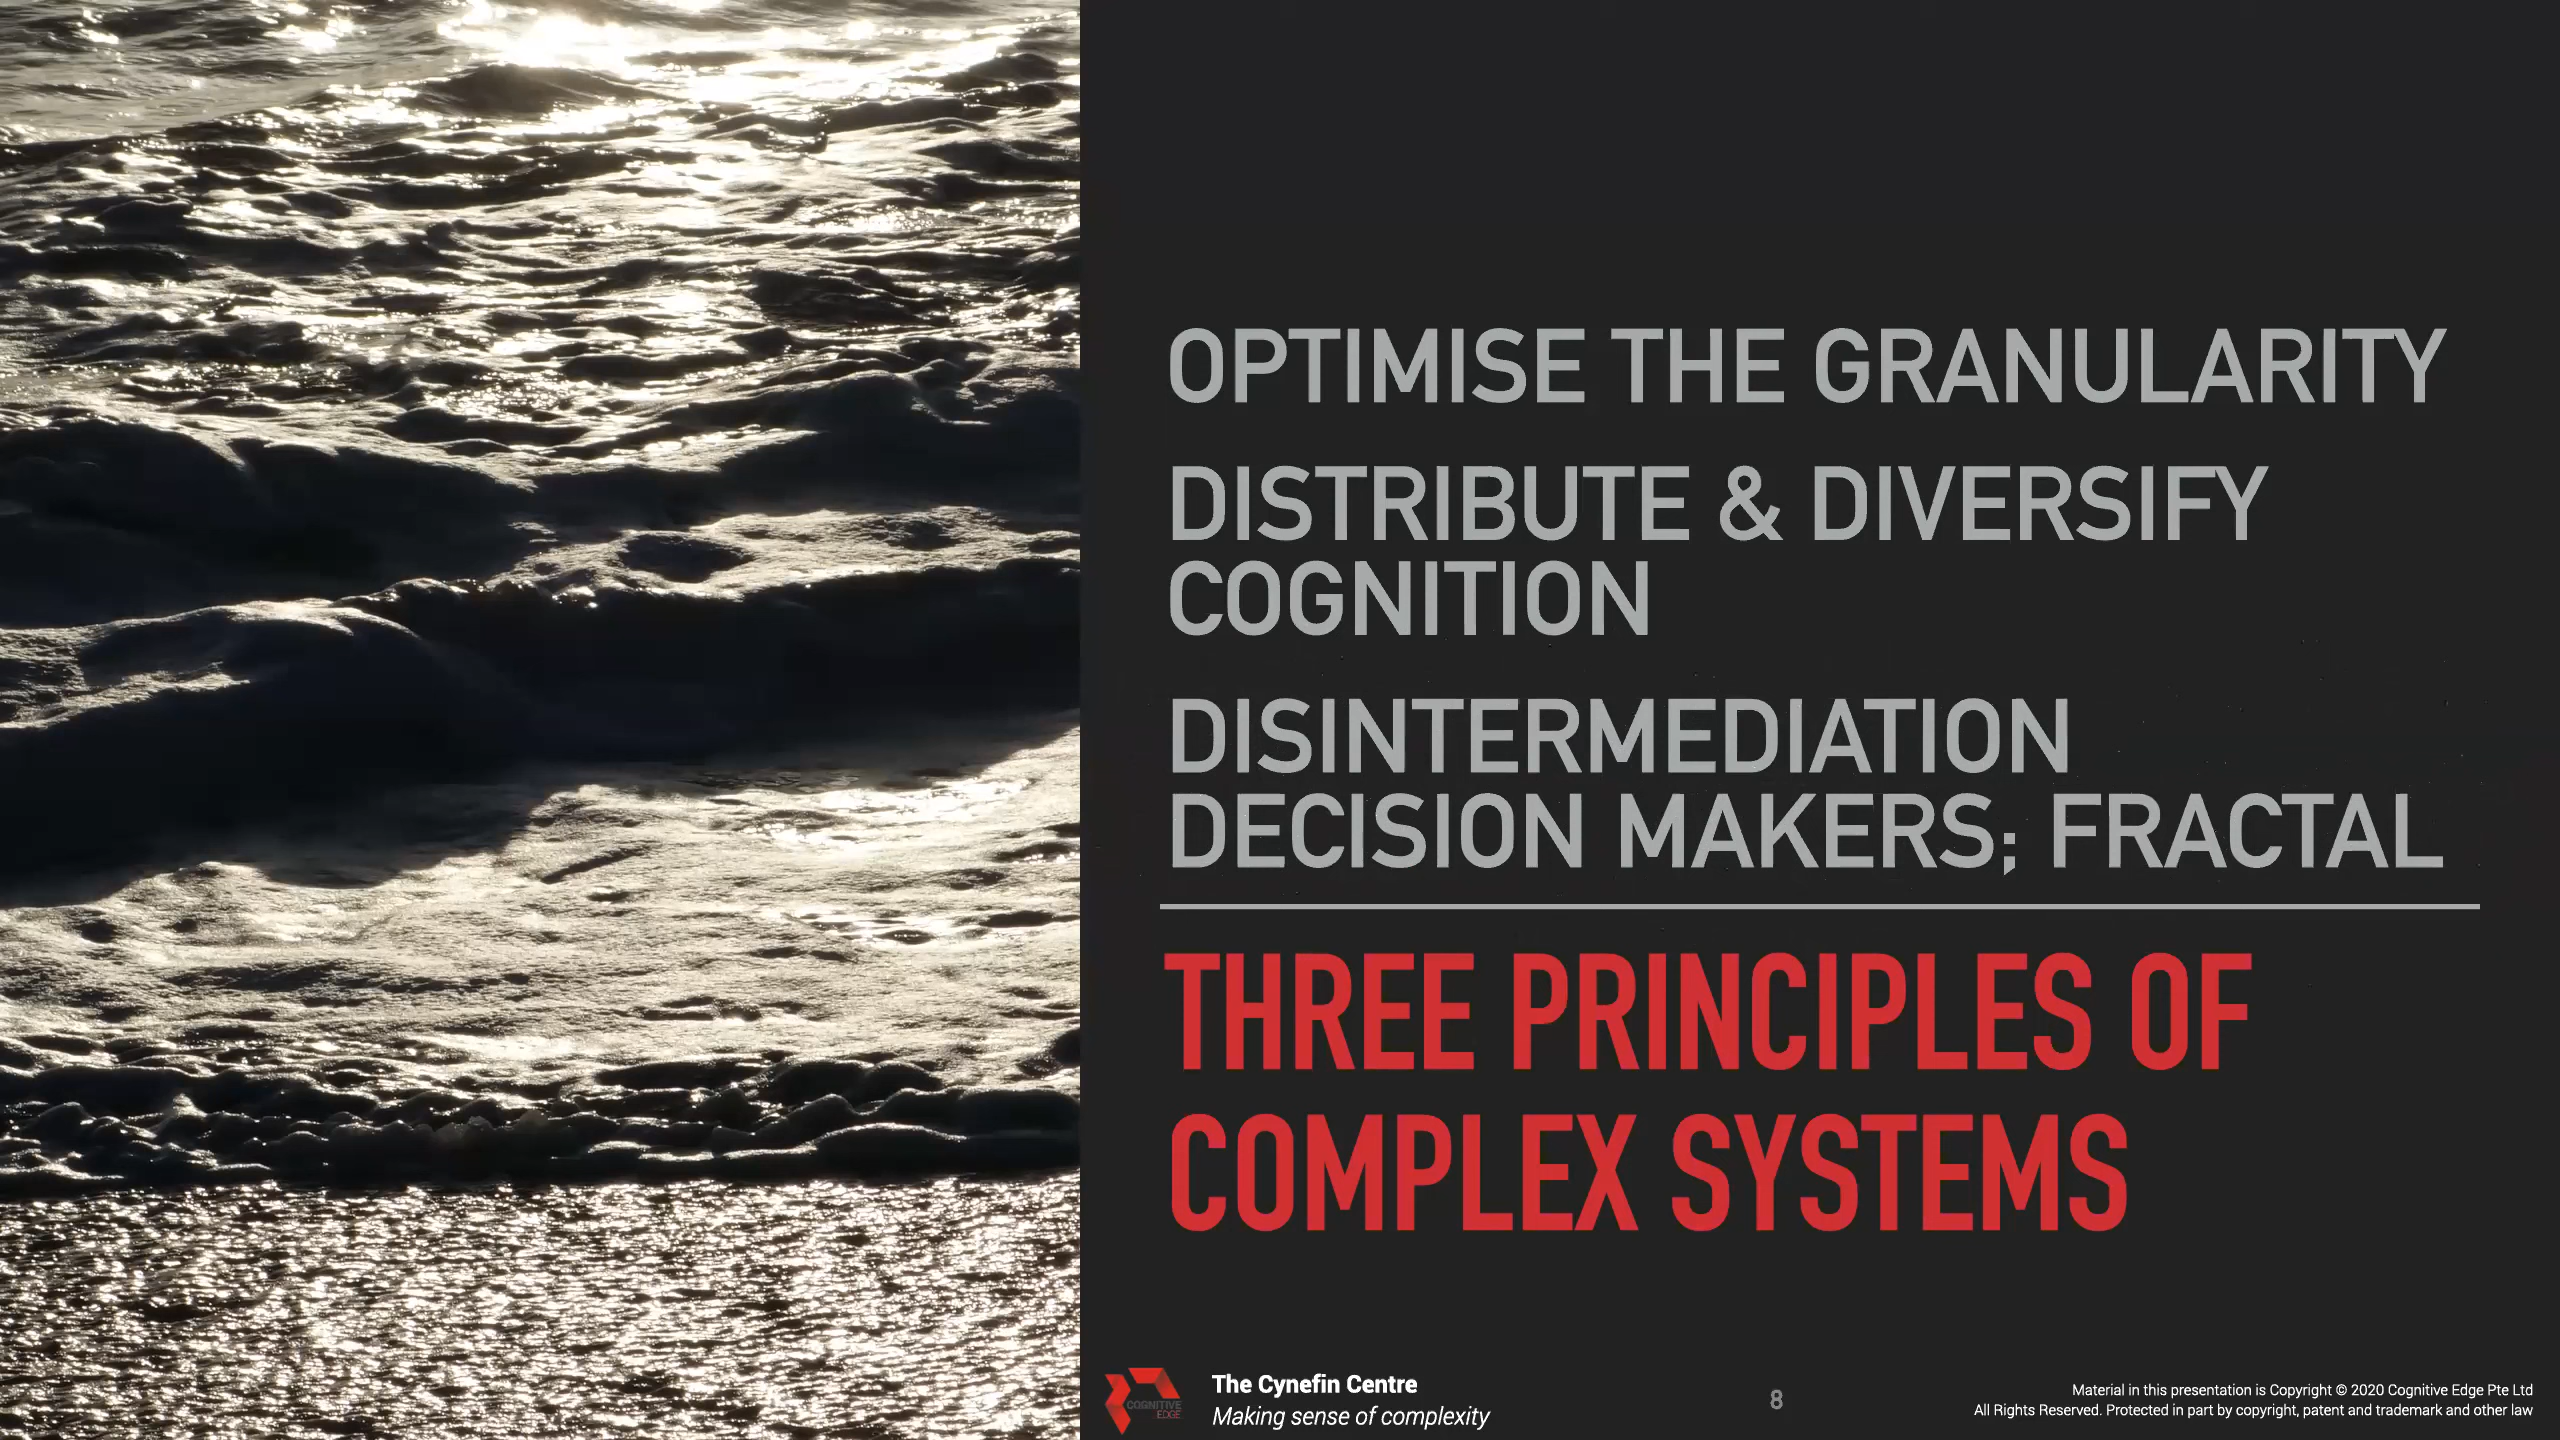 OPTIMISE THE GRANULARITY
DISTRIBUTE & DIVERSIFY
COGNITION
DISINTERMEDIATION
DECISION MAKERS; FRACTAL
THREE PRINCIPLES OF
COMPLEX SYSTEMS
COGNITIVE
EDGE
The Cynefin Centre
Making sense of complexity
8
Material in this presentation is Copyright © 2020 Cognitive Edge Pte Ltd
All Rights Reserved. Protected in part by copyright, patent and trademark and other law